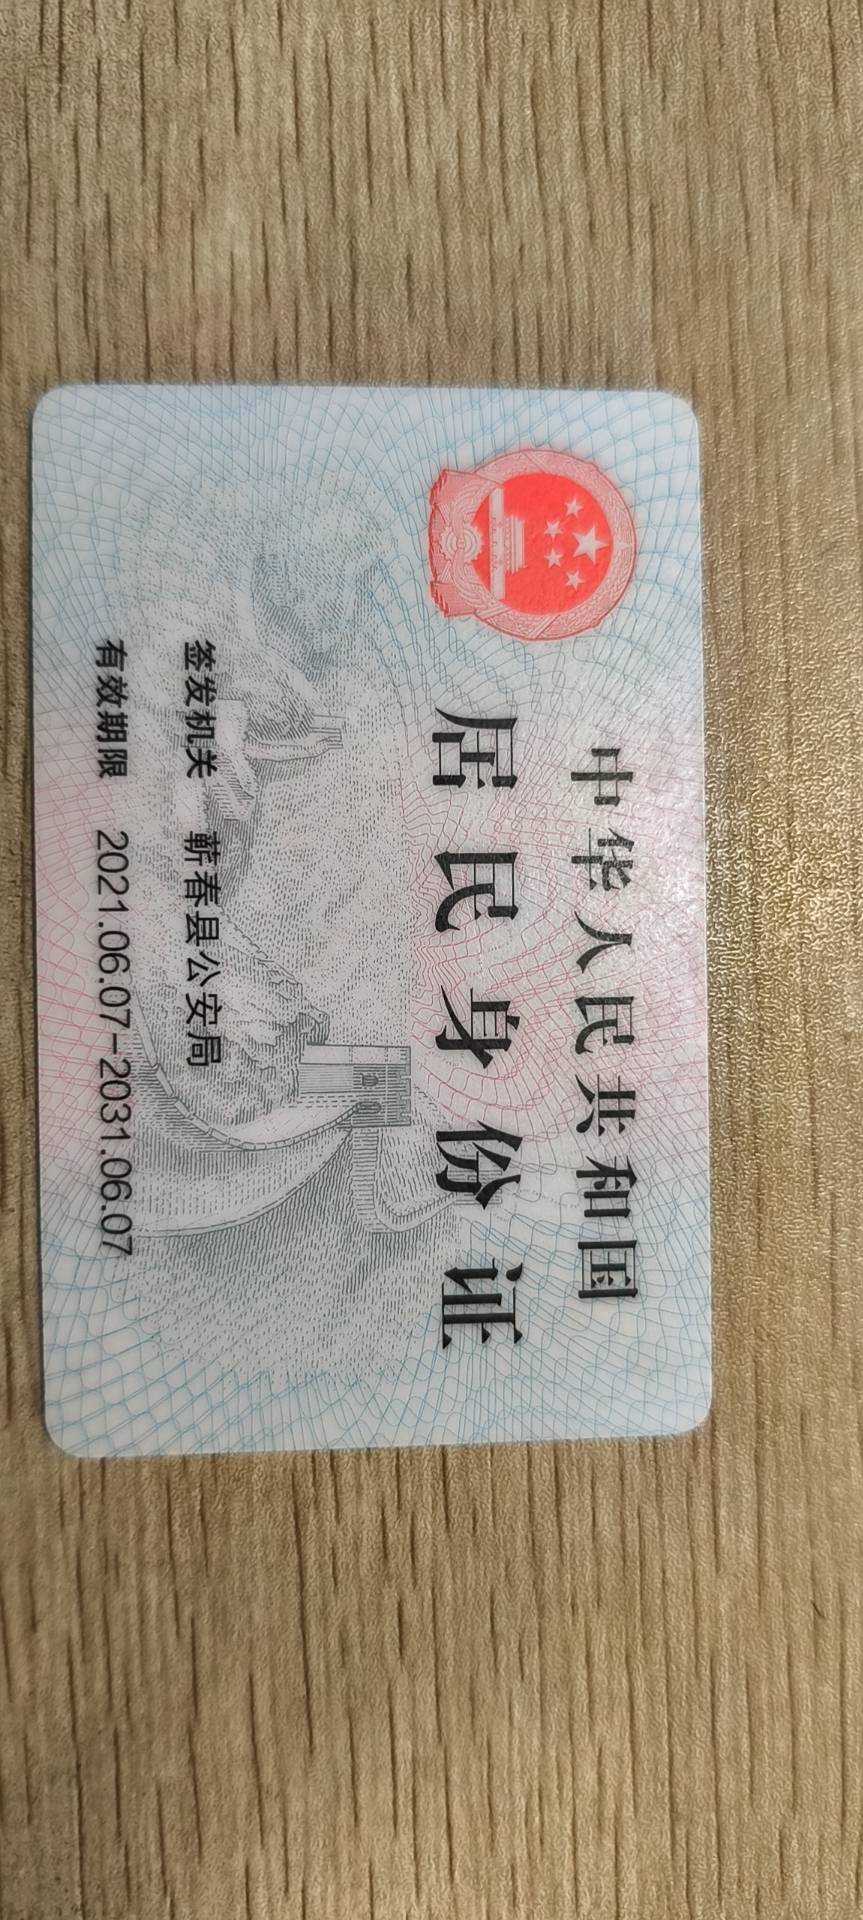 中华人民共和国
居民身份证
签发机关 蕲春县公安局
有效期限 2021.06.07-2031.06.07